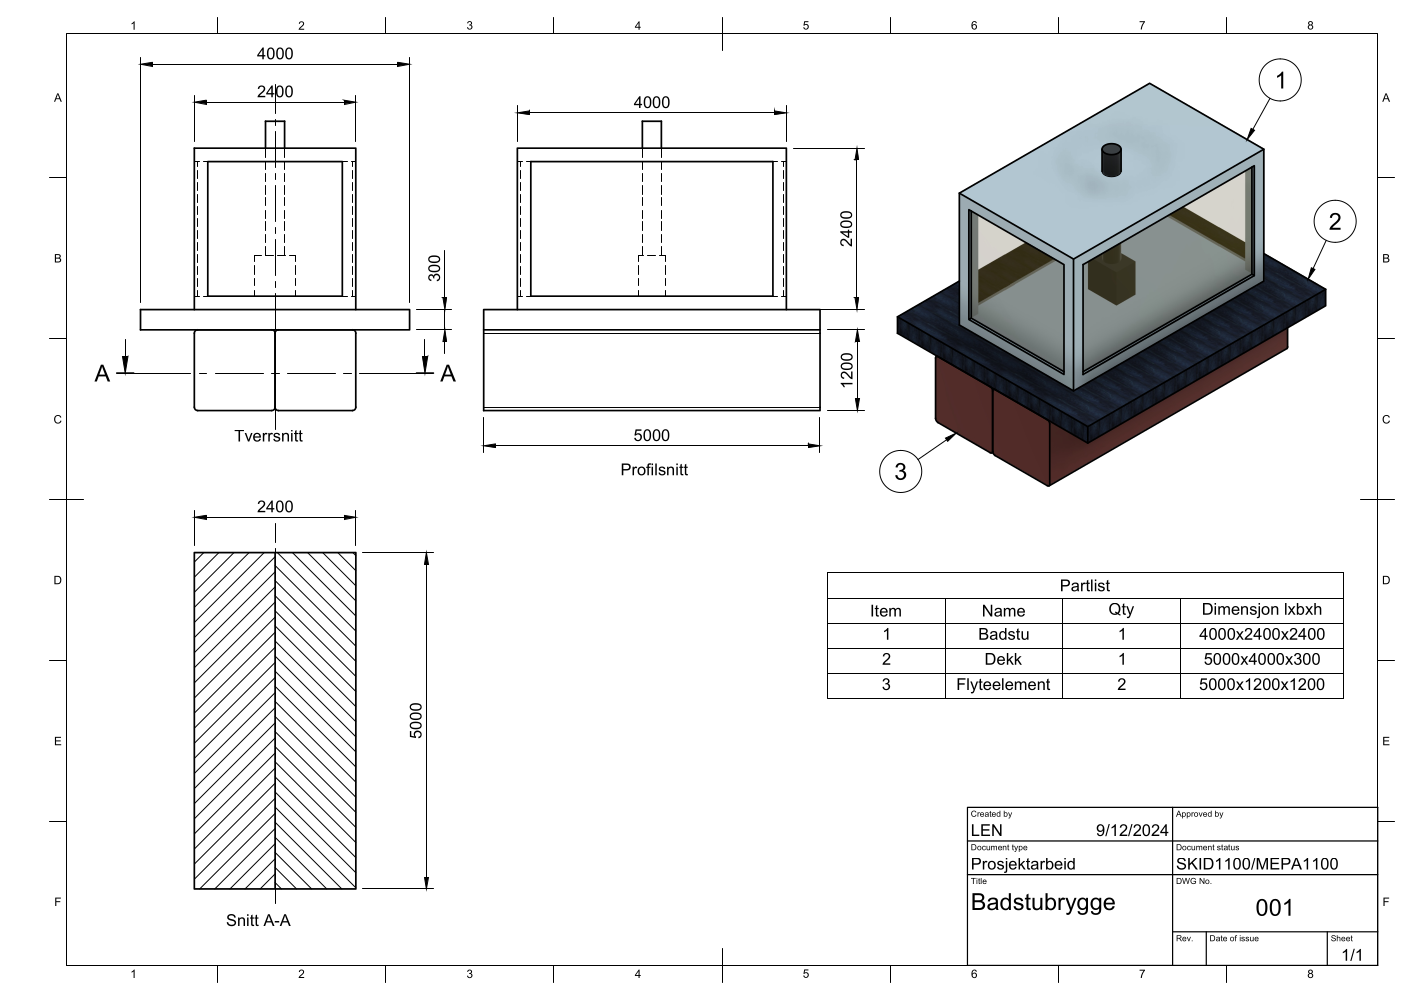 1 2 3 4 5 6 7 8
A A
B B
C C
D D
E E
F F
4000
2400
300
A A
Tverrsnitt
4000
2400
1200
5000
Profilsnitt
1
2
3
2400
5000
Snitt A-A
Partlist
Item Name Qty Dimensjon lxbxh
1 Badstu 1 4000x2400x2400
2 Dekk 1 5000x4000x300
3 Flyteelement 2 5000x1200x1200
Created by Approved by
LEN 9/12/2024
Document type Document status
Prosjektarbeid SKID1100/MEPA1100
Title DWG No.
Badstubrygge 001
Rev. Date of issue Sheet
1/1
1 2 3 4 5 6 7 8